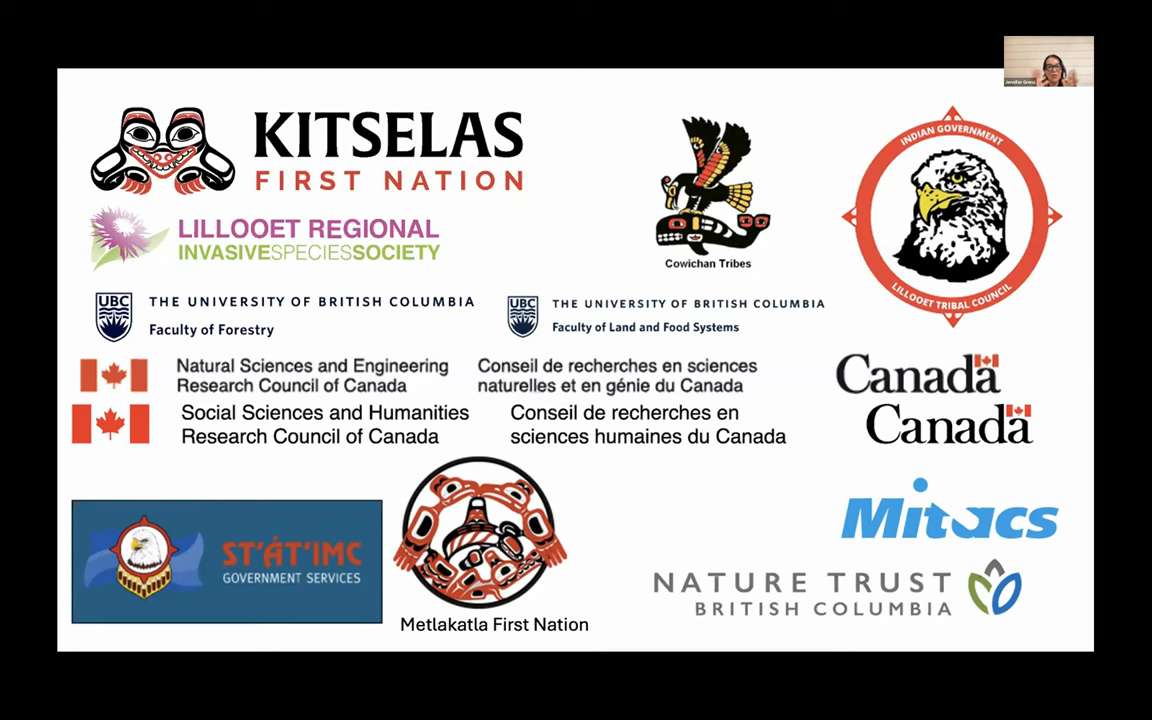 Jennifer Grenz
KITSELAS
FIRST NATION
LILLOOET REGIONAL
INVASIVESPECIESSOCIETY
Cowichan Tribes
INDIAN GOVERNMENT
LILLOOET TRIBAL COUNCIL
UBC
THE UNIVERSITY OF BRITISH COLUMBIA
Faculty of Forestry
UBC
THE UNIVERSITY OF BRITISH COLUMBIA
Faculty of Land and Food Systems
Natural Sciences and Engineering
Research Council of Canada
Conseil de recherches en sciences
naturelles et en génie du Canada
Canada
Social Sciences and Humanities
Research Council of Canada
Conseil de recherches en
sciences humaines du Canada
Canada
ST'ÁT'IMC
GOVERNMENT SERVICES
Metlakatla First Nation
Mitacs
NATURE TRUST
BRITISH COLUMBIA